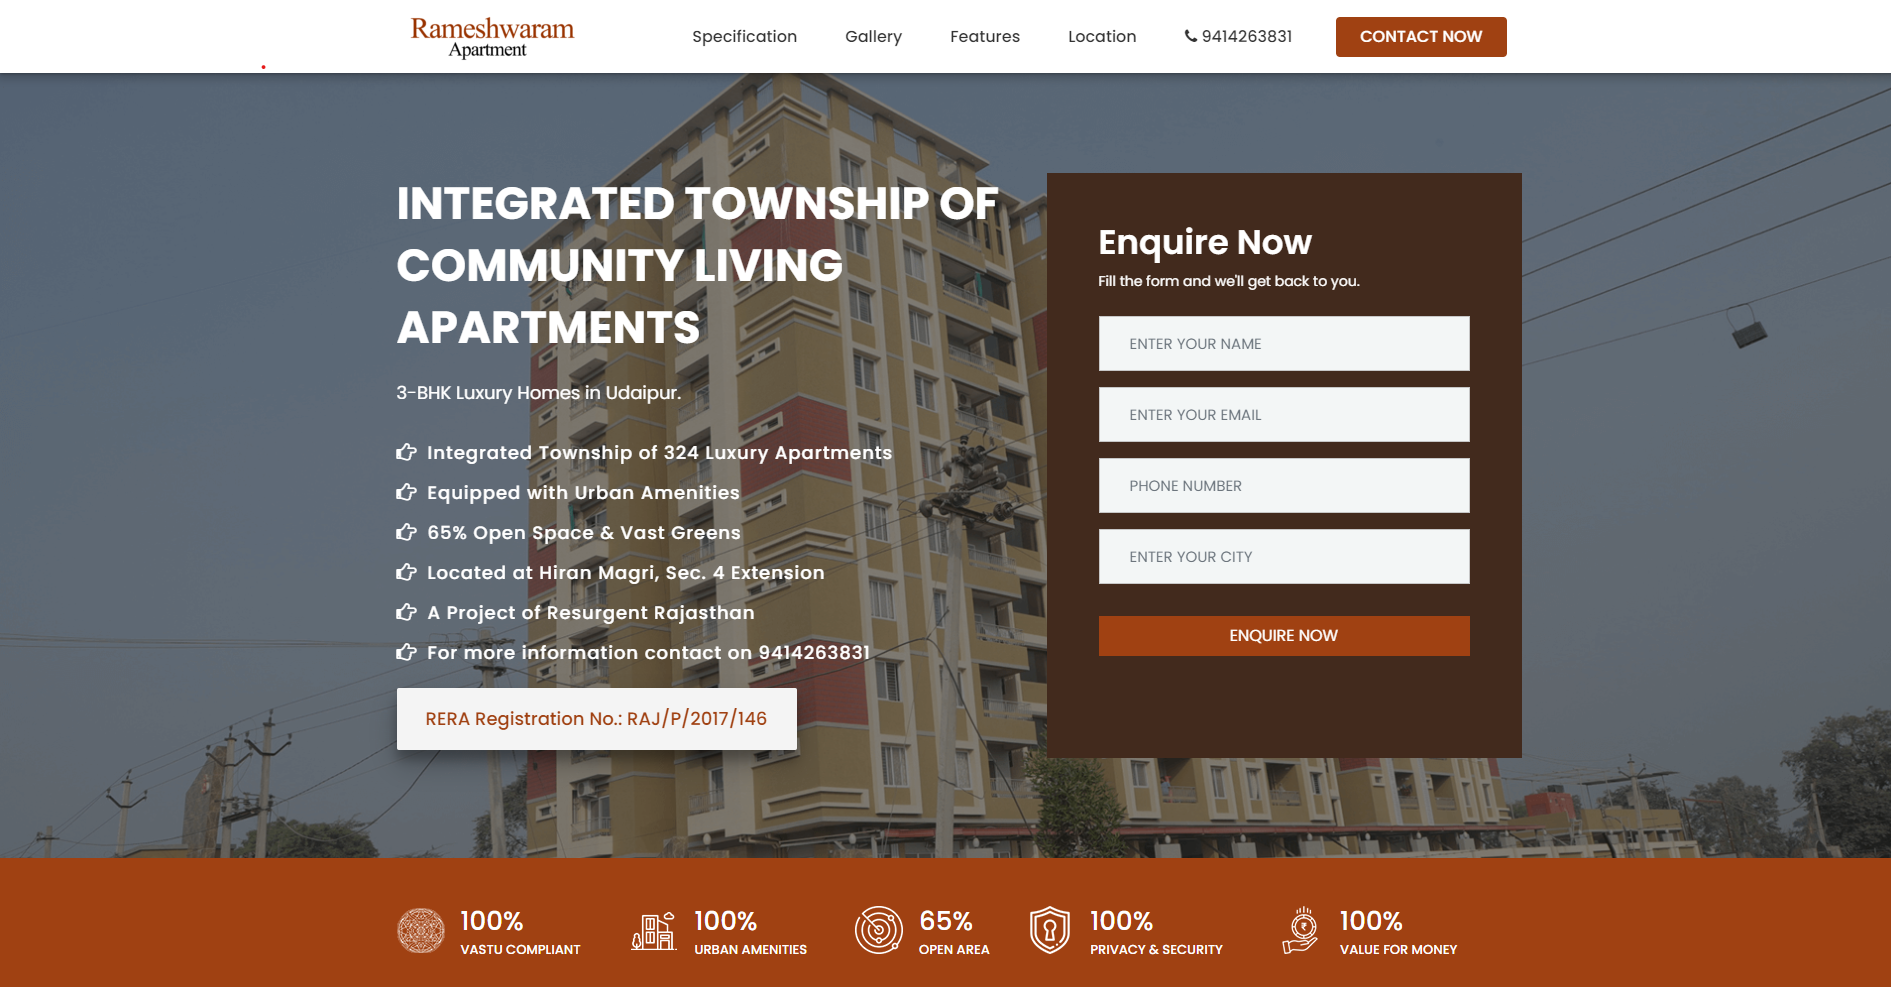 Rameshwaram
Apartment
Specification
Gallery
Features
Location
9414263831
CONTACT NOW
INTEGRATED TOWNSHIP OF
COMMUNITY LIVING
APARTMENTS
3-BHK Luxury Homes in Udaipur.
Integrated Township of 324 Luxury Apartments
Equipped with Urban Amenities
65% Open Space & Vast Greens
Located at Hiran Magri, Sec. 4 Extension
A Project of Resurgent Rajasthan
For more information contact on 9414263831
RERA Registration No.: RAJ/P/2017/146
Enquire Now
Fill the form and we'll get back to you.
ENTER YOUR NAME
ENTER YOUR EMAIL
PHONE NUMBER
ENTER YOUR CITY
ENQUIRE NOW
100%
VASTU COMPLIANT
100%
URBAN AMENITIES
65%
OPEN AREA
100%
PRIVACY & SECURITY
₹
100%
VALUE FOR MONEY